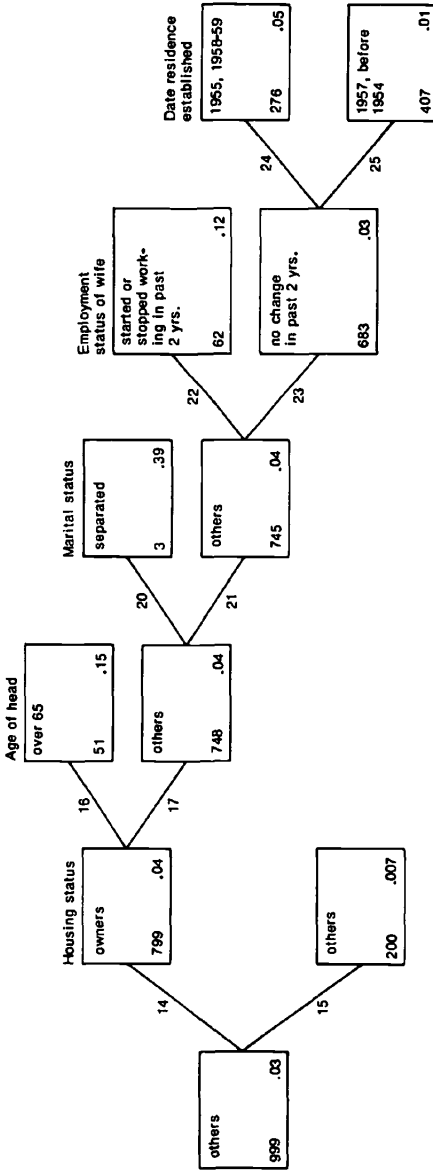 others
999 .03
14
15
Housing status
owners
799 .04
others
200 .007
16
17
Age of head
over 65
51 .15
others
748 .04
20
21
Marital status
separated
3 .39
others
745 .04
22
23
Employment
status of wife
started or
stopped work-
ing in past
2 yrs.
62 .12
no change
in past 2 yrs.
683 .03
24
25
Date residence
established
1955, 1958-59
276 .05
1957, before
1954
407 .01